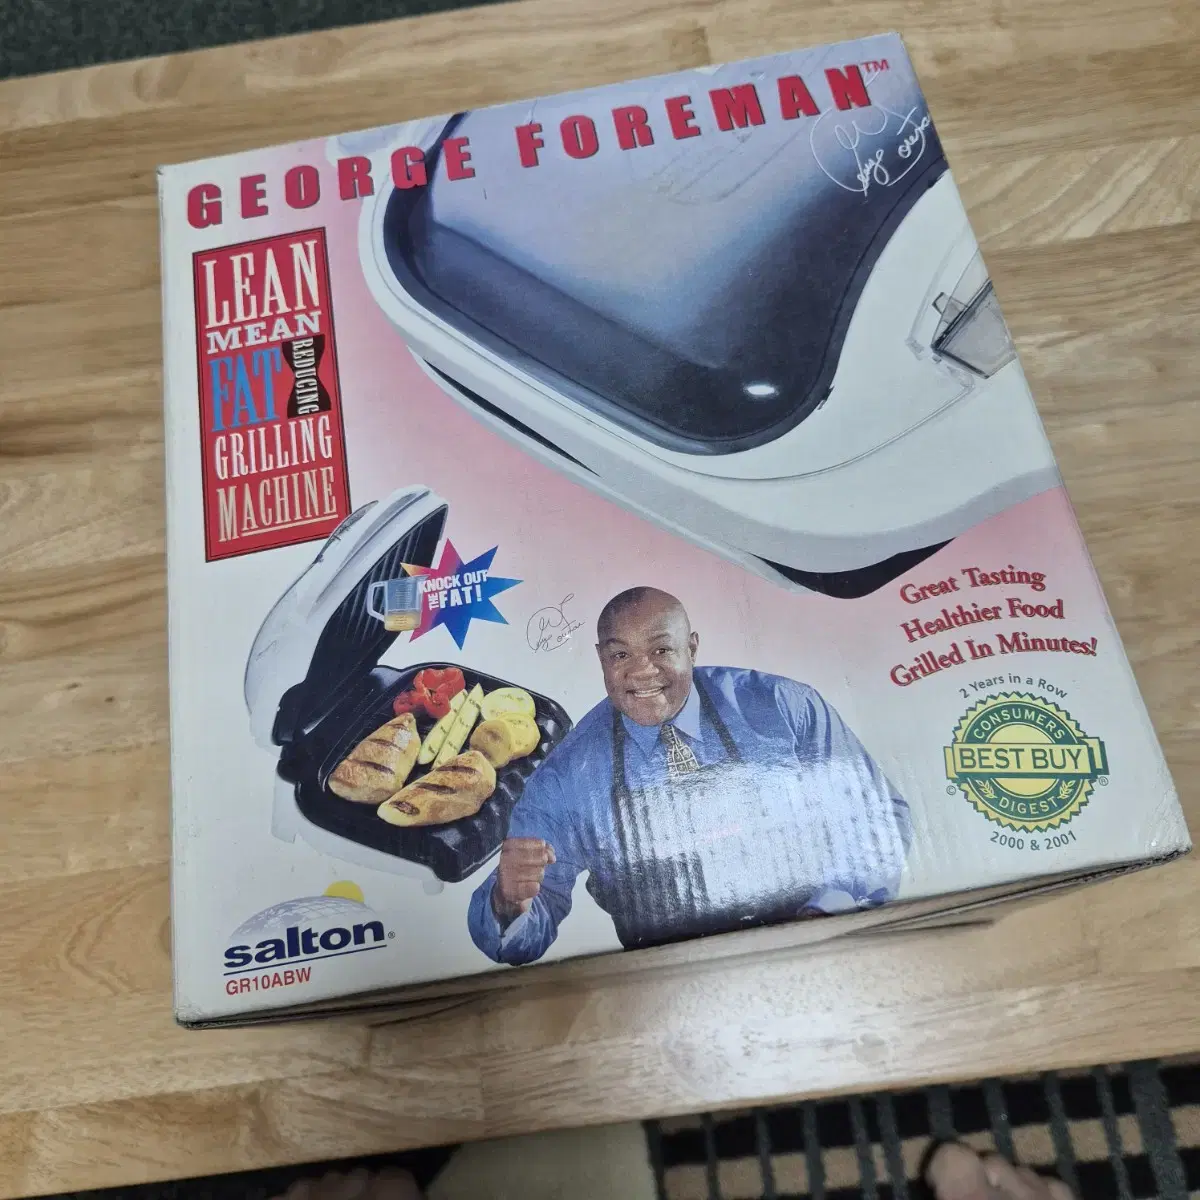 GEORGE FOREMAN™
LEAN
MEAN
FAT
REDUCING
GRILLING
MACHINE
KNOCK OUT
THE FAT!
Great Tasting
Healthier Food
Grilled In Minutes!
2 Years in a Row
CONSUMERS
BEST BUY
DIGEST
®
©
2000 & 2001
salton®
GR10ABW